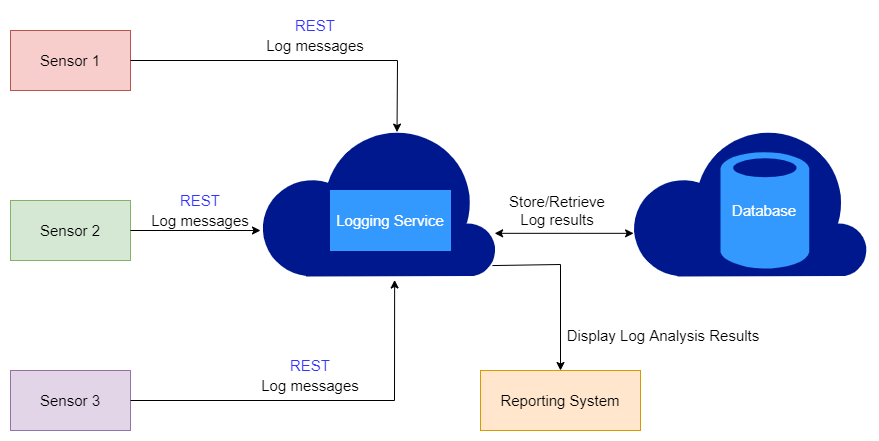 REST
Log messages
Sensor 1
REST
Log messages
Sensor 2
Logging Service
Store/Retrieve
Log results
Database
Display Log Analysis Results
REST
Log messages
Sensor 3
Reporting System